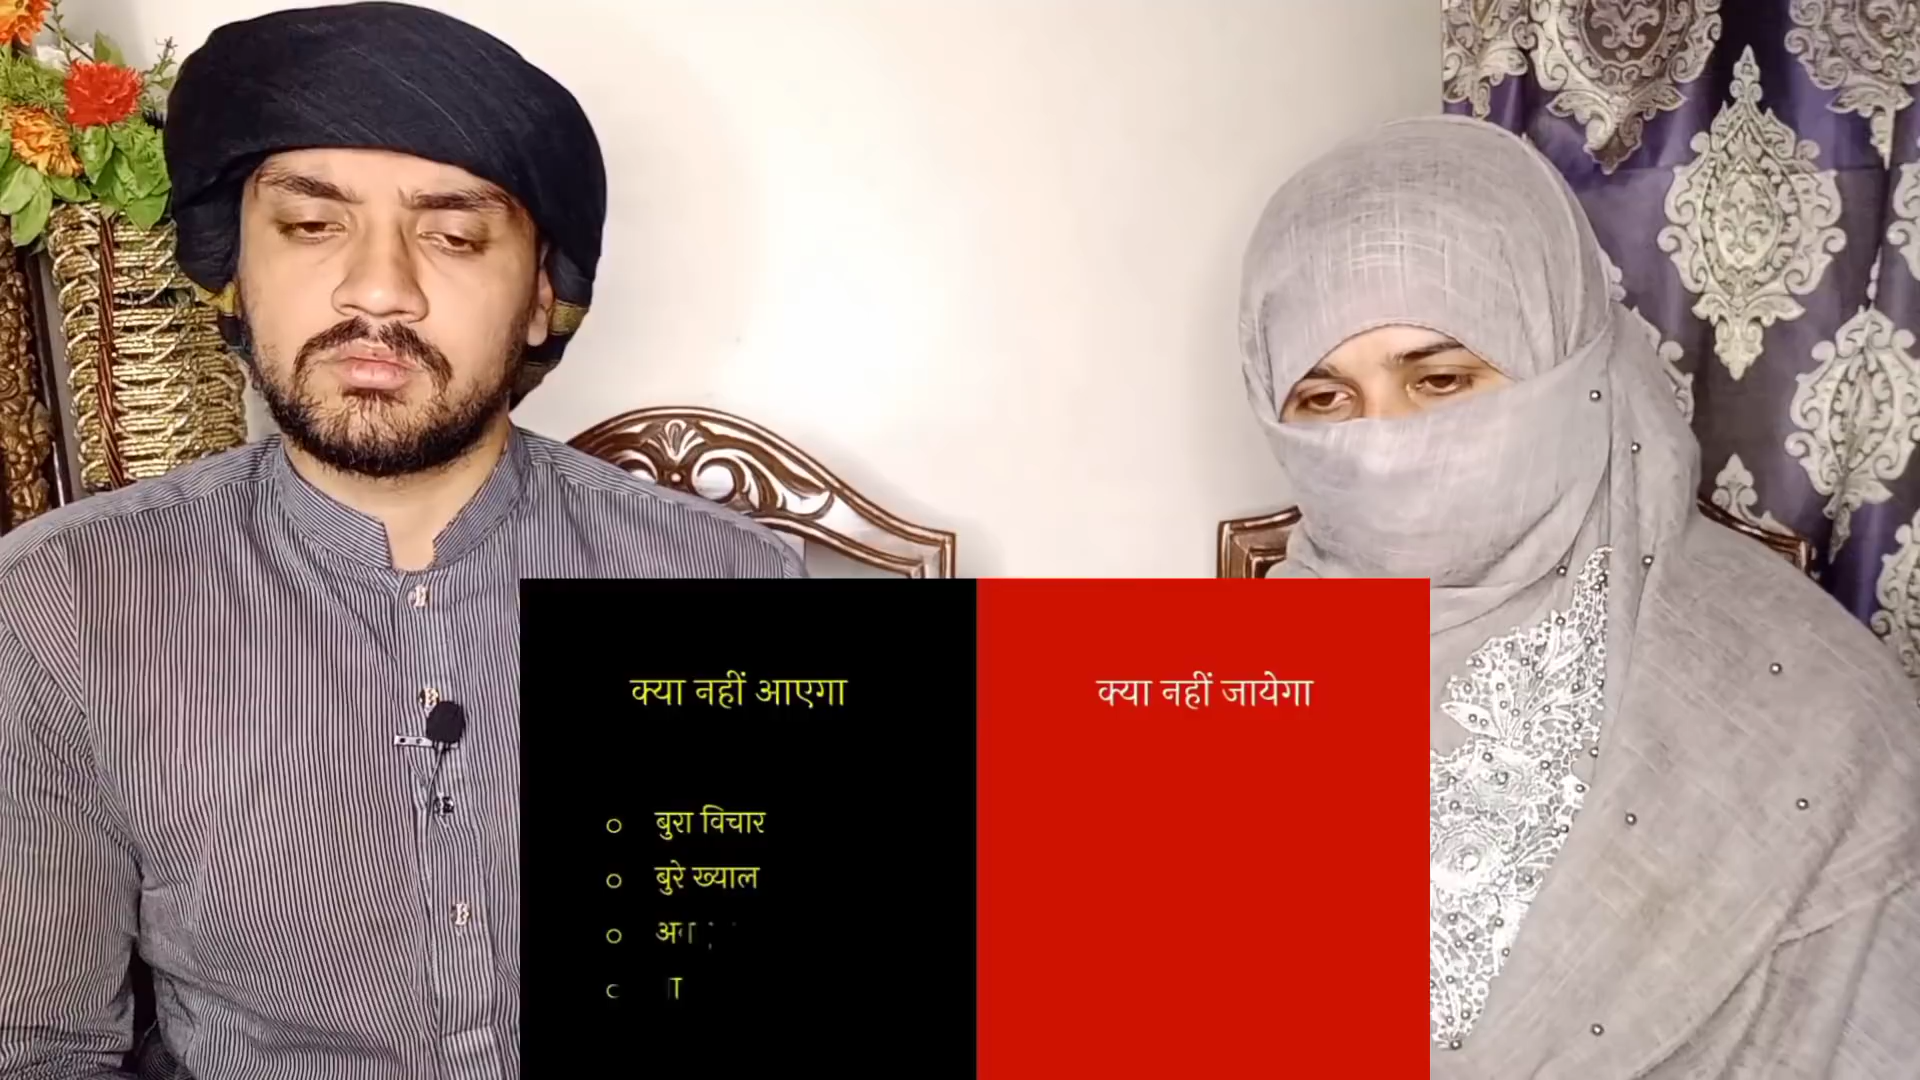 क्या नहीं आएगा
बुरा विचार
बुरे ख्याल
क्या नहीं जायेगा